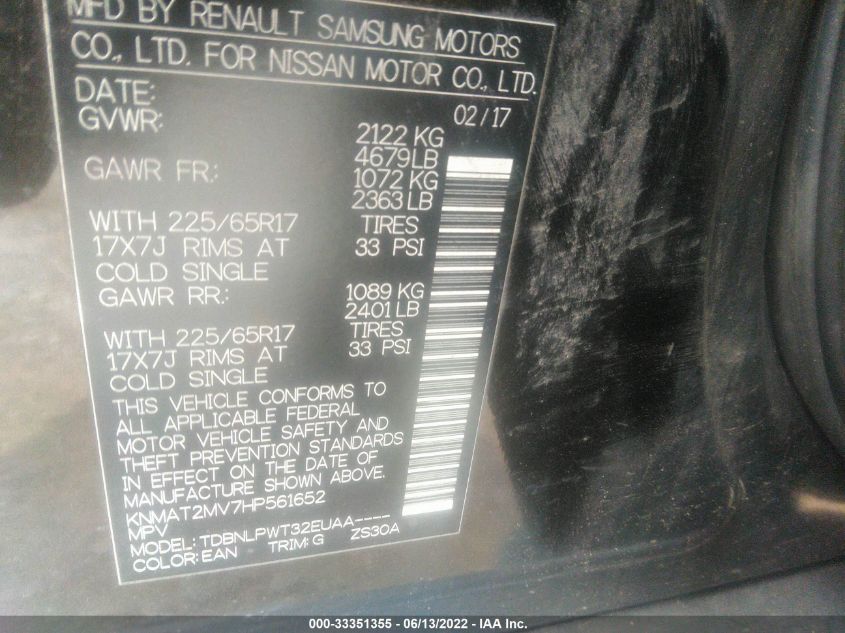 MFD BY RENAULT SAMSUNG MOTORS
CO., LTD. FOR NISSAN MOTOR CO., LTD.
DATE: 02/17
GVWR: 2122 KG
4679LB
GAWR FR.: 1072 KG
2363 LB
WITH 225/65R17 TIRES
17X7J RIMS AT 33 PSI
COLD SINGLE
GAWR RR.: 1089 KG
2401 LB
WITH 225/65R17 TIRES
17X7J RIMS AT 33 PSI
COLD SINGLE
THIS VEHICLE CONFORMS TO
ALL APPLICABLE FEDERAL
MOTOR VEHICLE SAFETY AND
THEFT PREVENTION STANDARDS
IN EFFECT ON THE DATE OF
MANUFACTURE SHOWN ABOVE.
KNMAT2MV7HP561652
MPV
MODEL: TDBNLPWT32EUAA----
COLOR: EAN TRIM: G ZS30A
000-33351355 - 06/13/2022 - IAA Inc.